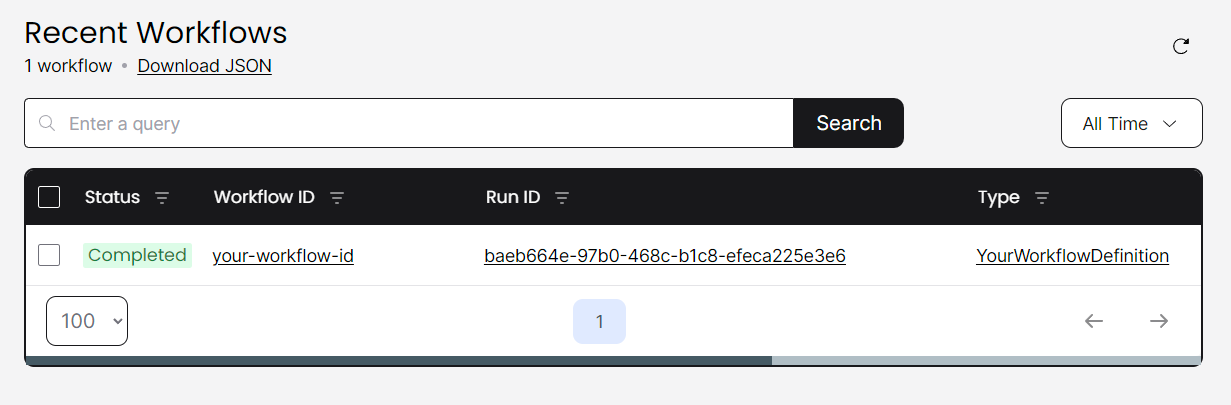 Recent Workflows
1 workflow • Download JSON
Enter a query
Search
All Time
Status Workflow ID Run ID Type
Completed your-workflow-id baeb664e-97b0-468c-b1c8-efeca225e3e6 YourWorkflowDefinition
100 1